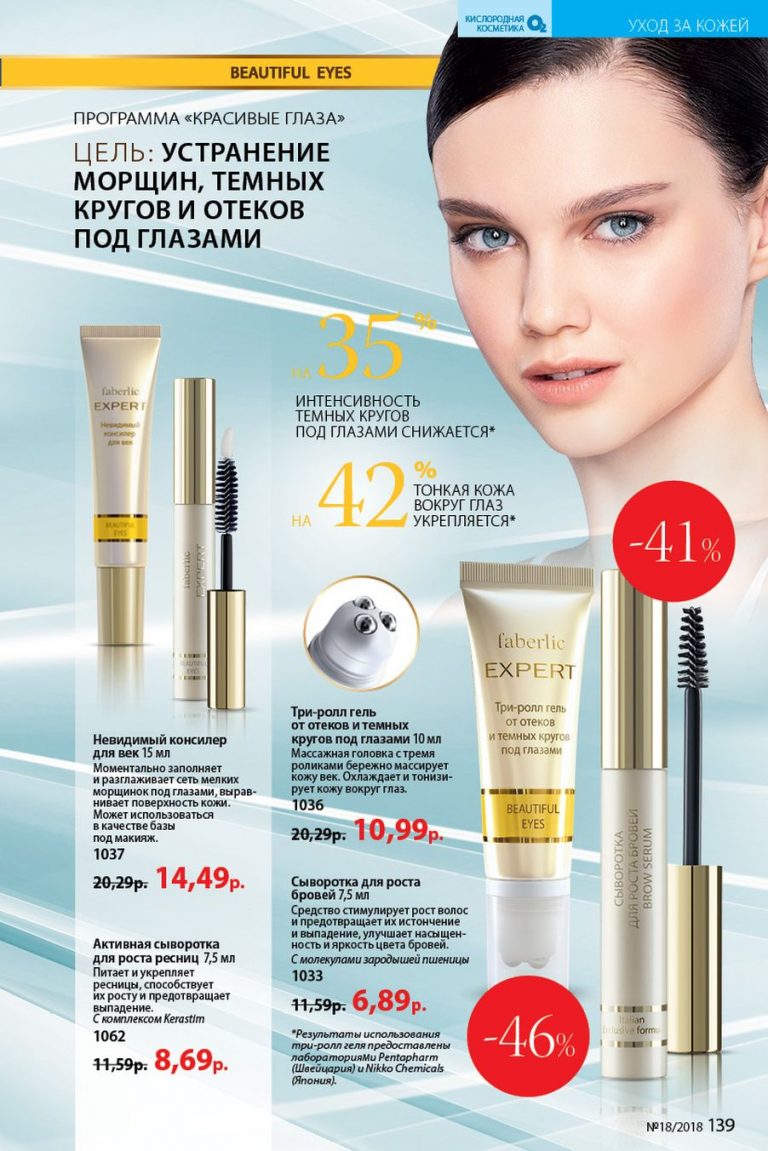 КИСЛОРОДНАЯ
КОСМЕТИКА O2
УХОД ЗА КОЖЕЙ
BEAUTIFUL EYES
ПРОГРАММА «КРАСИВЫЕ ГЛАЗА»
ЦЕЛЬ: УСТРАНЕНИЕ
МОРЩИН, ТЕМНЫХ
КРУГОВ И ОТЕКОВ
ПОД ГЛАЗАМИ
НА 35%
ИНТЕНСИВНОСТЬ
ТЕМНЫХ КРУГОВ
ПОД ГЛАЗАМИ СНИЖАЕТСЯ*
НА 42%
ТОНКАЯ КОЖА
ВОКРУГ ГЛАЗ
УКРЕПЛЯЕТСЯ*
faberlic
EXPERT
Невидимый
консилер
для век
BEAUTIFUL
EYES
faberlic
EXPERT
BEAUTIFUL
EYES
-41%
faberlic
EXPERT
Три-ролл гель
от отеков
и темных кругов
под глазами
BEAUTIFUL
EYES
СЫВОРОТКА
ДЛЯ РОСТА БРОВЕЙ
BROW SERUM
Italian
Exclusive formula
-46%
Невидимый консилер
для век 15 мл
Моментально заполняет
и разглаживает сеть мелких
морщинок под глазами, вырав-
нивает поверхность кожи.
Может использоваться
в качестве базы
под макияж.
1037
20,29р. 14,49р.
Активная сыворотка
для роста ресниц 7,5 мл
Питает и укрепляет
ресницы, способствует
их росту и предотвращает
выпадение.
С комплексом Kerastim
1062
11,59р. 8,69р.
Три-ролл гель
от отеков и темных
кругов под глазами 10 мл
Массажная головка с тремя
роликами бережно массирует
кожу век. Охлаждает и тонизи-
рует кожу вокруг глаз.
1036
20,29р. 10,99р.
Сыворотка для роста
бровей 7,5 мл
Средство стимулирует рост волос
и предотвращает их истончение
и выпадение, улучшает насыщен-
ность и яркость цвета бровей.
С молекулами зародышей пшеницы
1033
11,59р. 6,89р.
*Результаты использования
три-ролл геля предоставлены
лабораторияMu Pentapharm
(Швейцария) и Nikko Chemicals
(Япония).
№18/2018 139